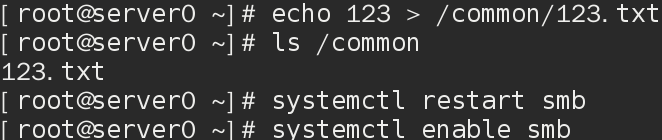 [root@server0 ~]# echo 123 > /common/123.txt
[root@server0 ~]# ls /common
123.txt
[root@server0 ~]# systemctl restart smb
[root@server0 ~]# systemctl enable smb